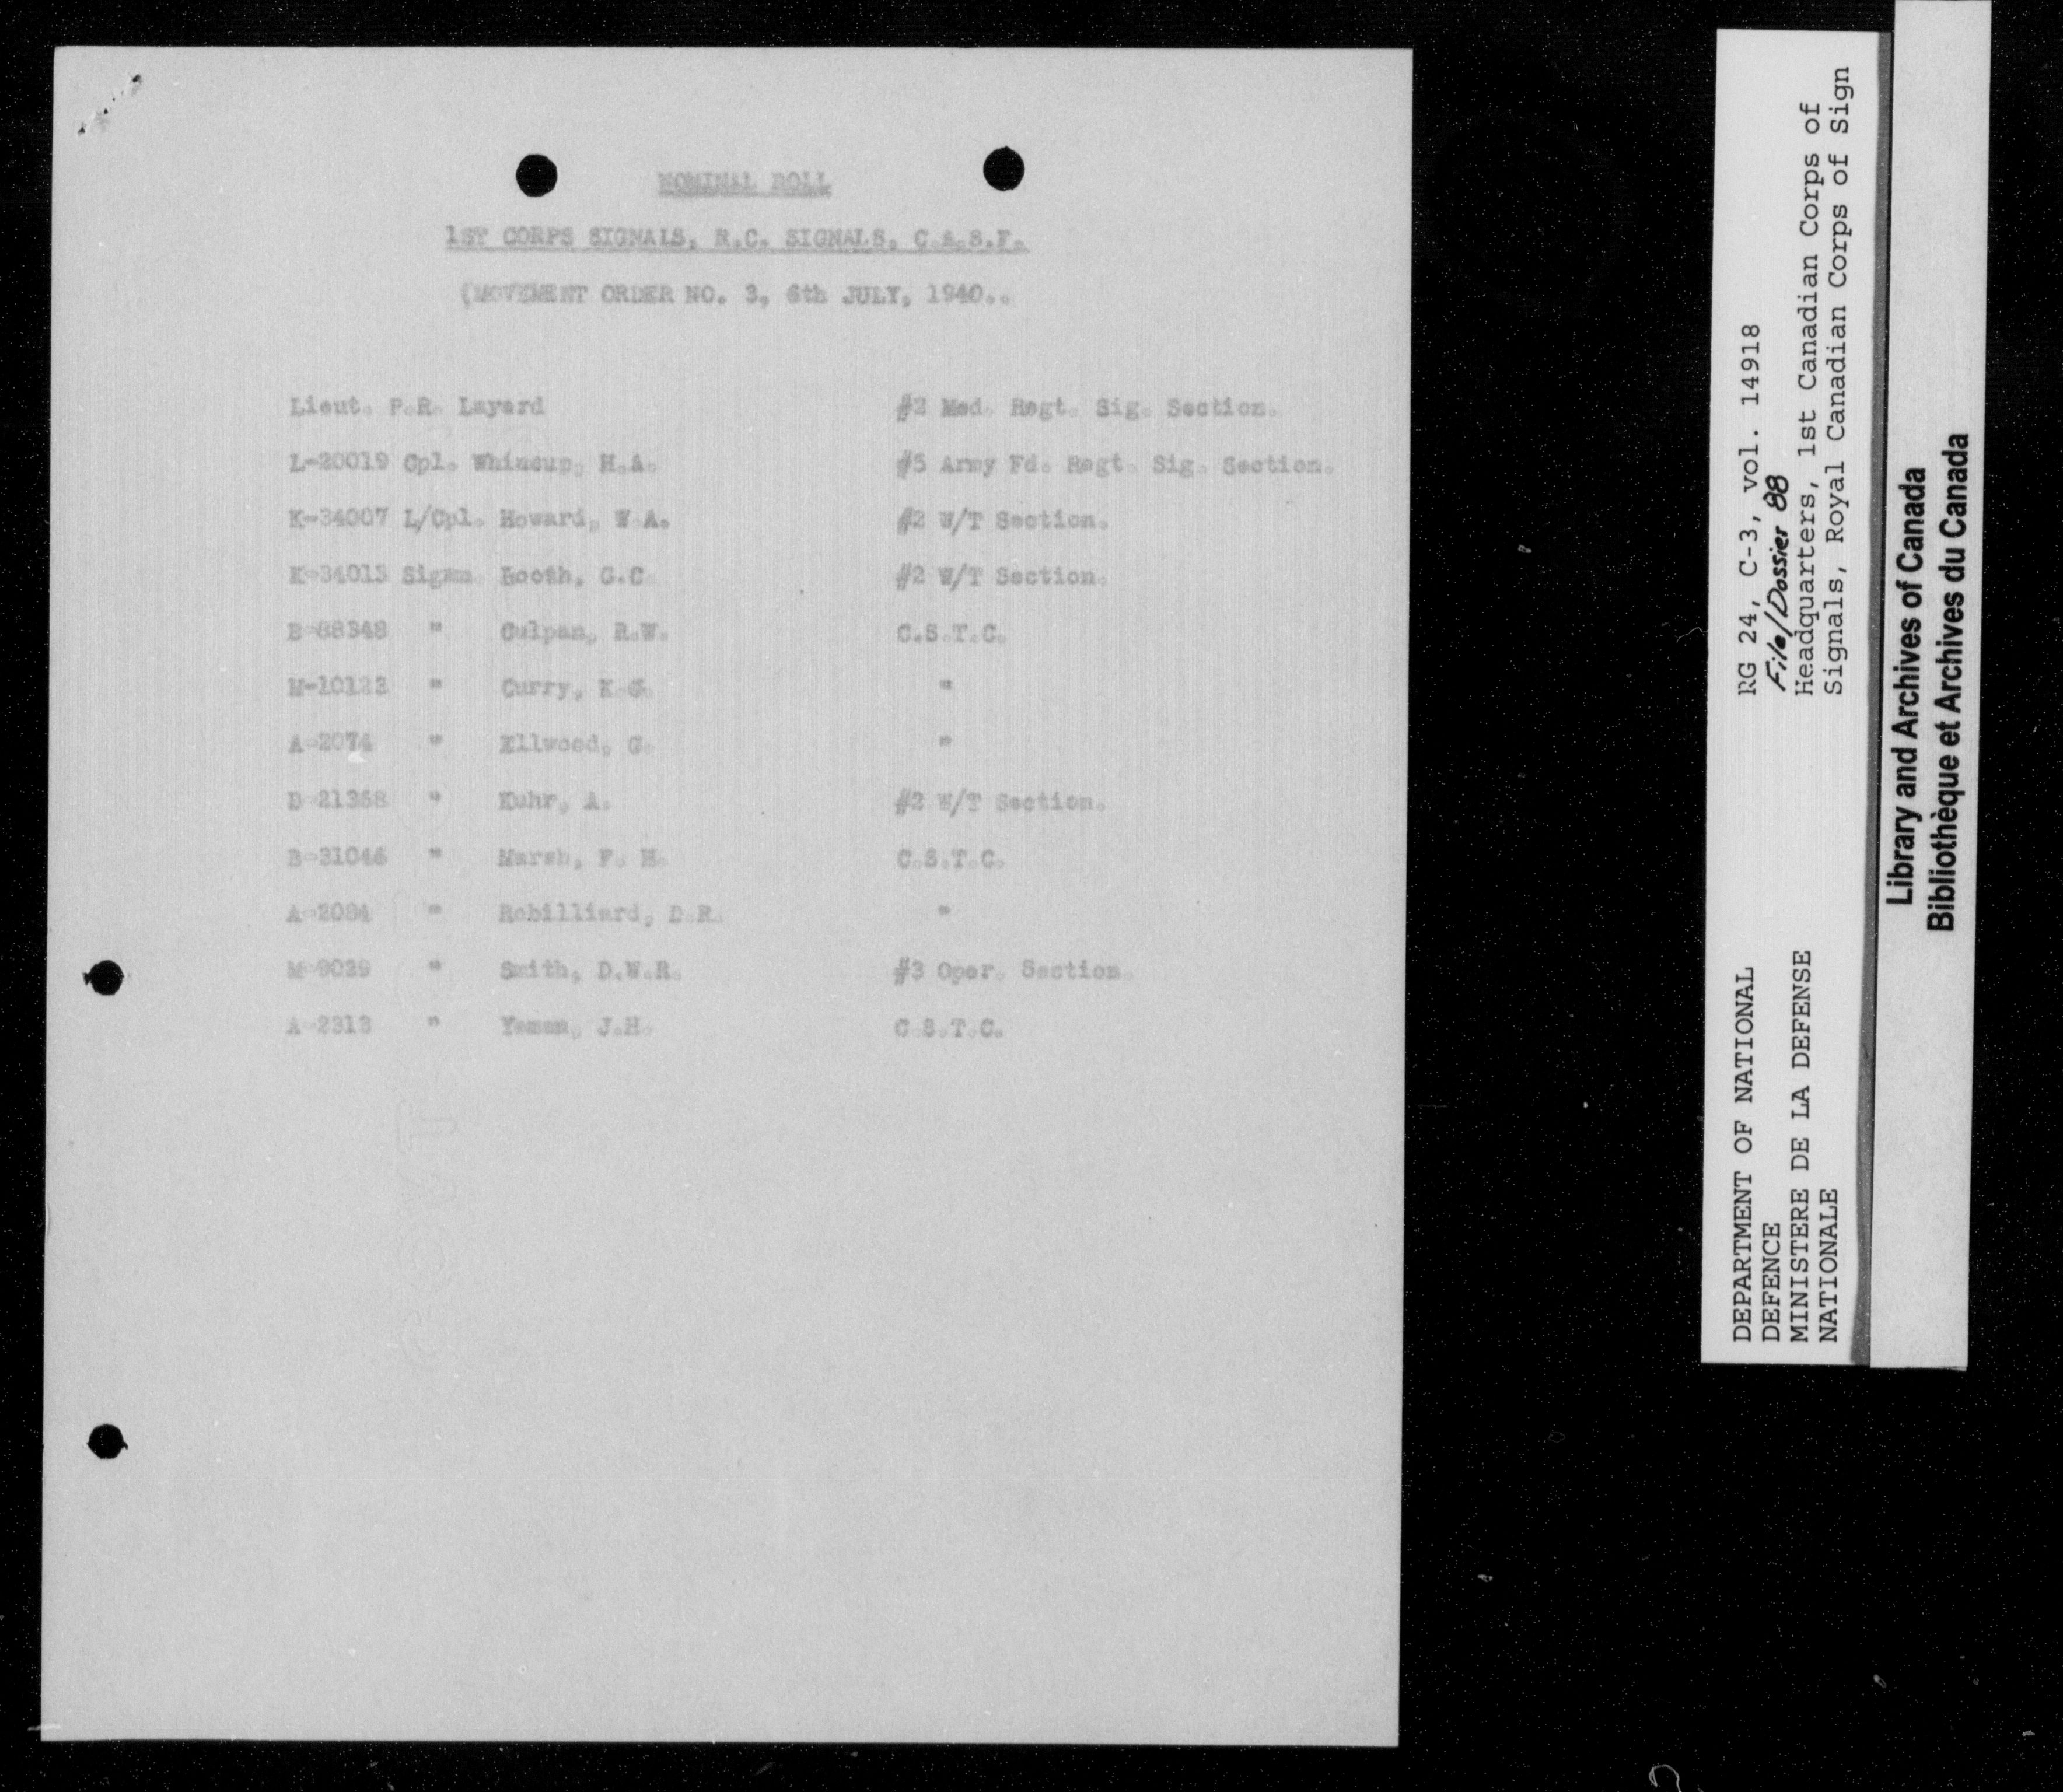 NOMINAL ROLL
1ST CORPS SIGNALS, R.C. SIGNALS, C.A.S.F.
(MOVEMENT ORDER NO. 3, 6th JULY, 1940..
Lieut. P.R. Layard #2 Med. Regt. Sig. Section.
L-20019 Cpl. Whincup, H.A. #5 Army Fd. Regt. Sig. Section.
K-34007 L/Cpl. Howard, W.A. #2 W/T Section.
K-34013 Sigmn. Booth, G.C. #2 W/T Section.
B-88348 " Culpan, R.W. C.S.T.C.
M-10123 " Curry, K.G. "
A-2074 " Ellwood, G. "
D-21368 " Kuhr, A. #2 W/T Section.
B-31046 " Marsh, F. H. C.S.T.C.
A-2084 " Robilliard, D.R. "
M-9029 " Smith, D.W.R. #3 Oper. Section.
A-2313 " Yeman, J.H. C.S.T.C.
RG 24, C-3, vol. 14918
File/Dossier 88
Headquarters, 1st Canadian Corps of
Signals, Royal Canadian Corps of Sign
DEPARTMENT OF NATIONAL
DEFENCE
MINISTERE DE LA DEFENSE
NATIONALE
Library and Archives of Canada
Bibliothèque et Archives du Canada